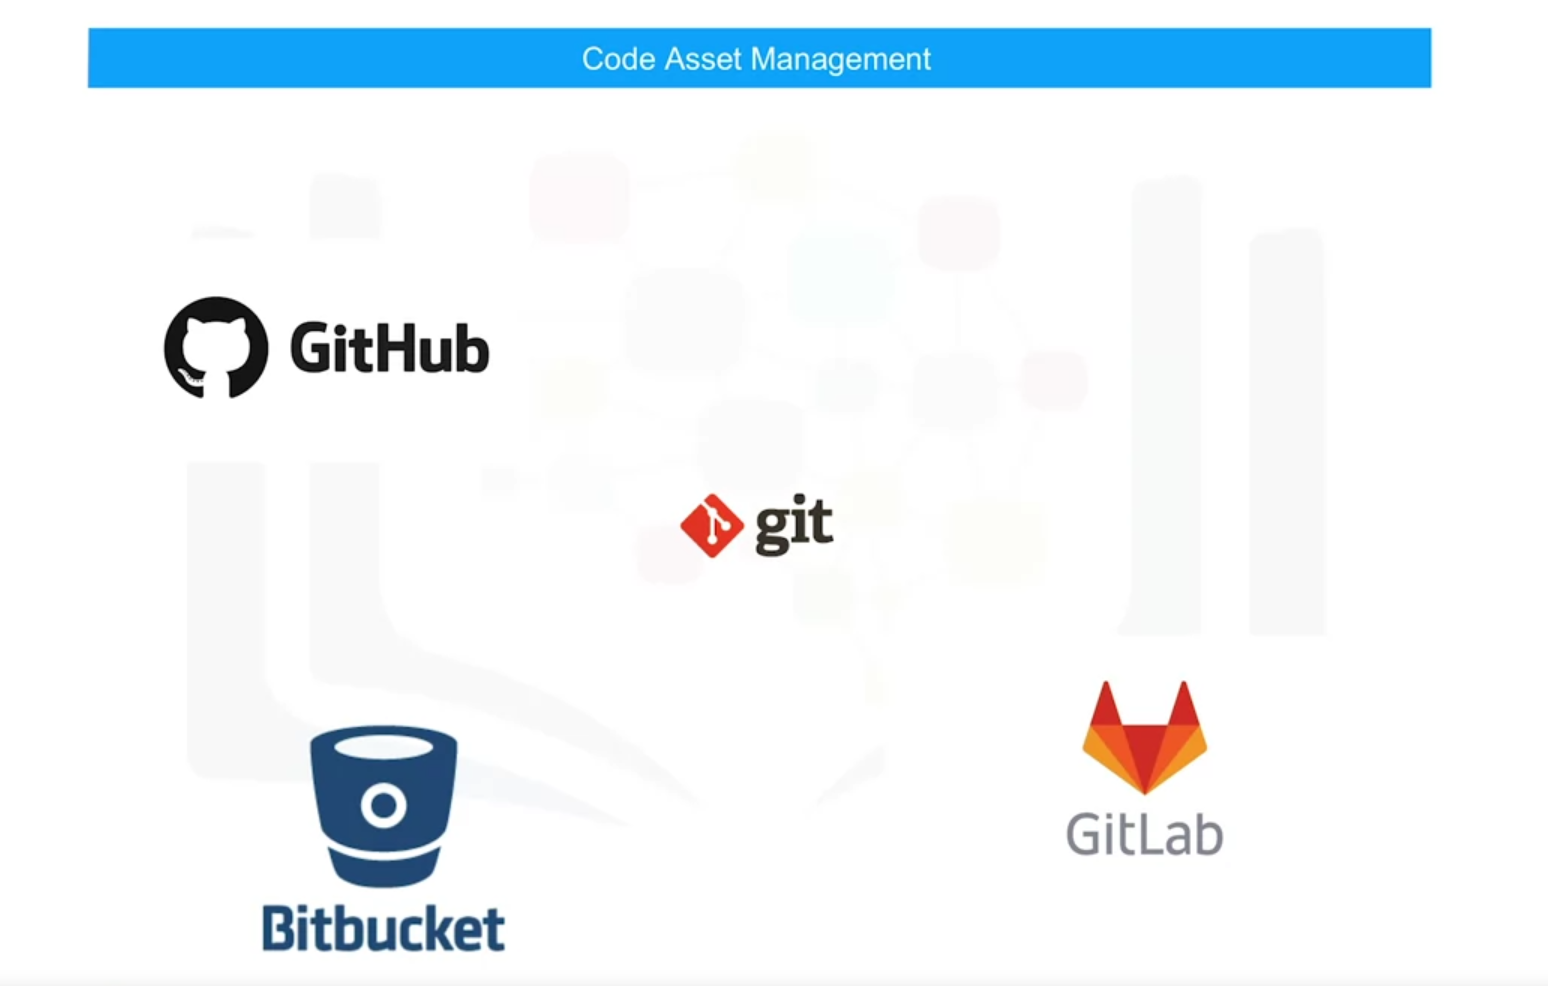 Code Asset Management
GitHub
git
GitLab
Bitbucket